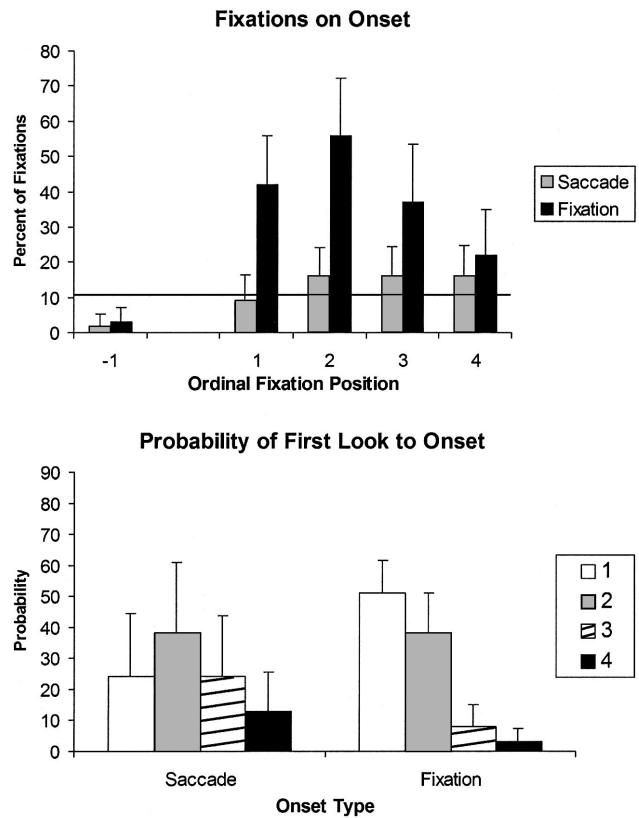 Fixations on Onset
80
70
60
50
40
30
20
10
0
Percent of Fixations
-1 1 2 3 4
Ordinal Fixation Position
Saccade
Fixation
Probability of First Look to Onset
90
80
70
60
50
40
30
20
10
0
Probability
Saccade Fixation
Onset Type
1
2
3
4